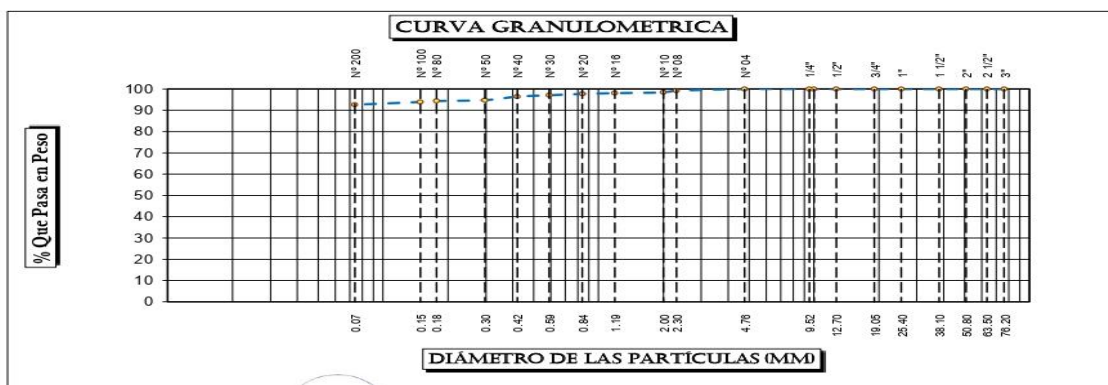 CURVA GRANULOMETRICA
Nº 200 Nº 100 Nº 80 Nº 50 Nº 40 Nº 30 Nº 20 Nº 16 Nº 10 Nº 08 Nº 04 1/4" 1/2" 3/4" 1" 1 1/2" 2" 2 1/2" 3"
% Que Pasa en Peso
100
90
80
70
60
50
40
30
20
10
0
0.07 0.15 0.18 0.30 0.42 0.59 0.84 1.19 2.00 2.30 4.76 9.52 12.70 19.05 25.40 38.10 50.80 63.50 76.20
DIÁMETRO DE LAS PARTÍCULAS (MM)